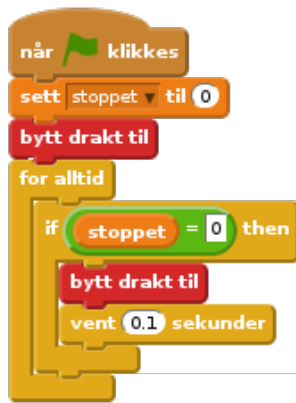 når klikkes
sett stoppet til 0
bytt drakt til
for alltid
if stoppet = 0 then
bytt drakt til
vent 0.1 sekunder